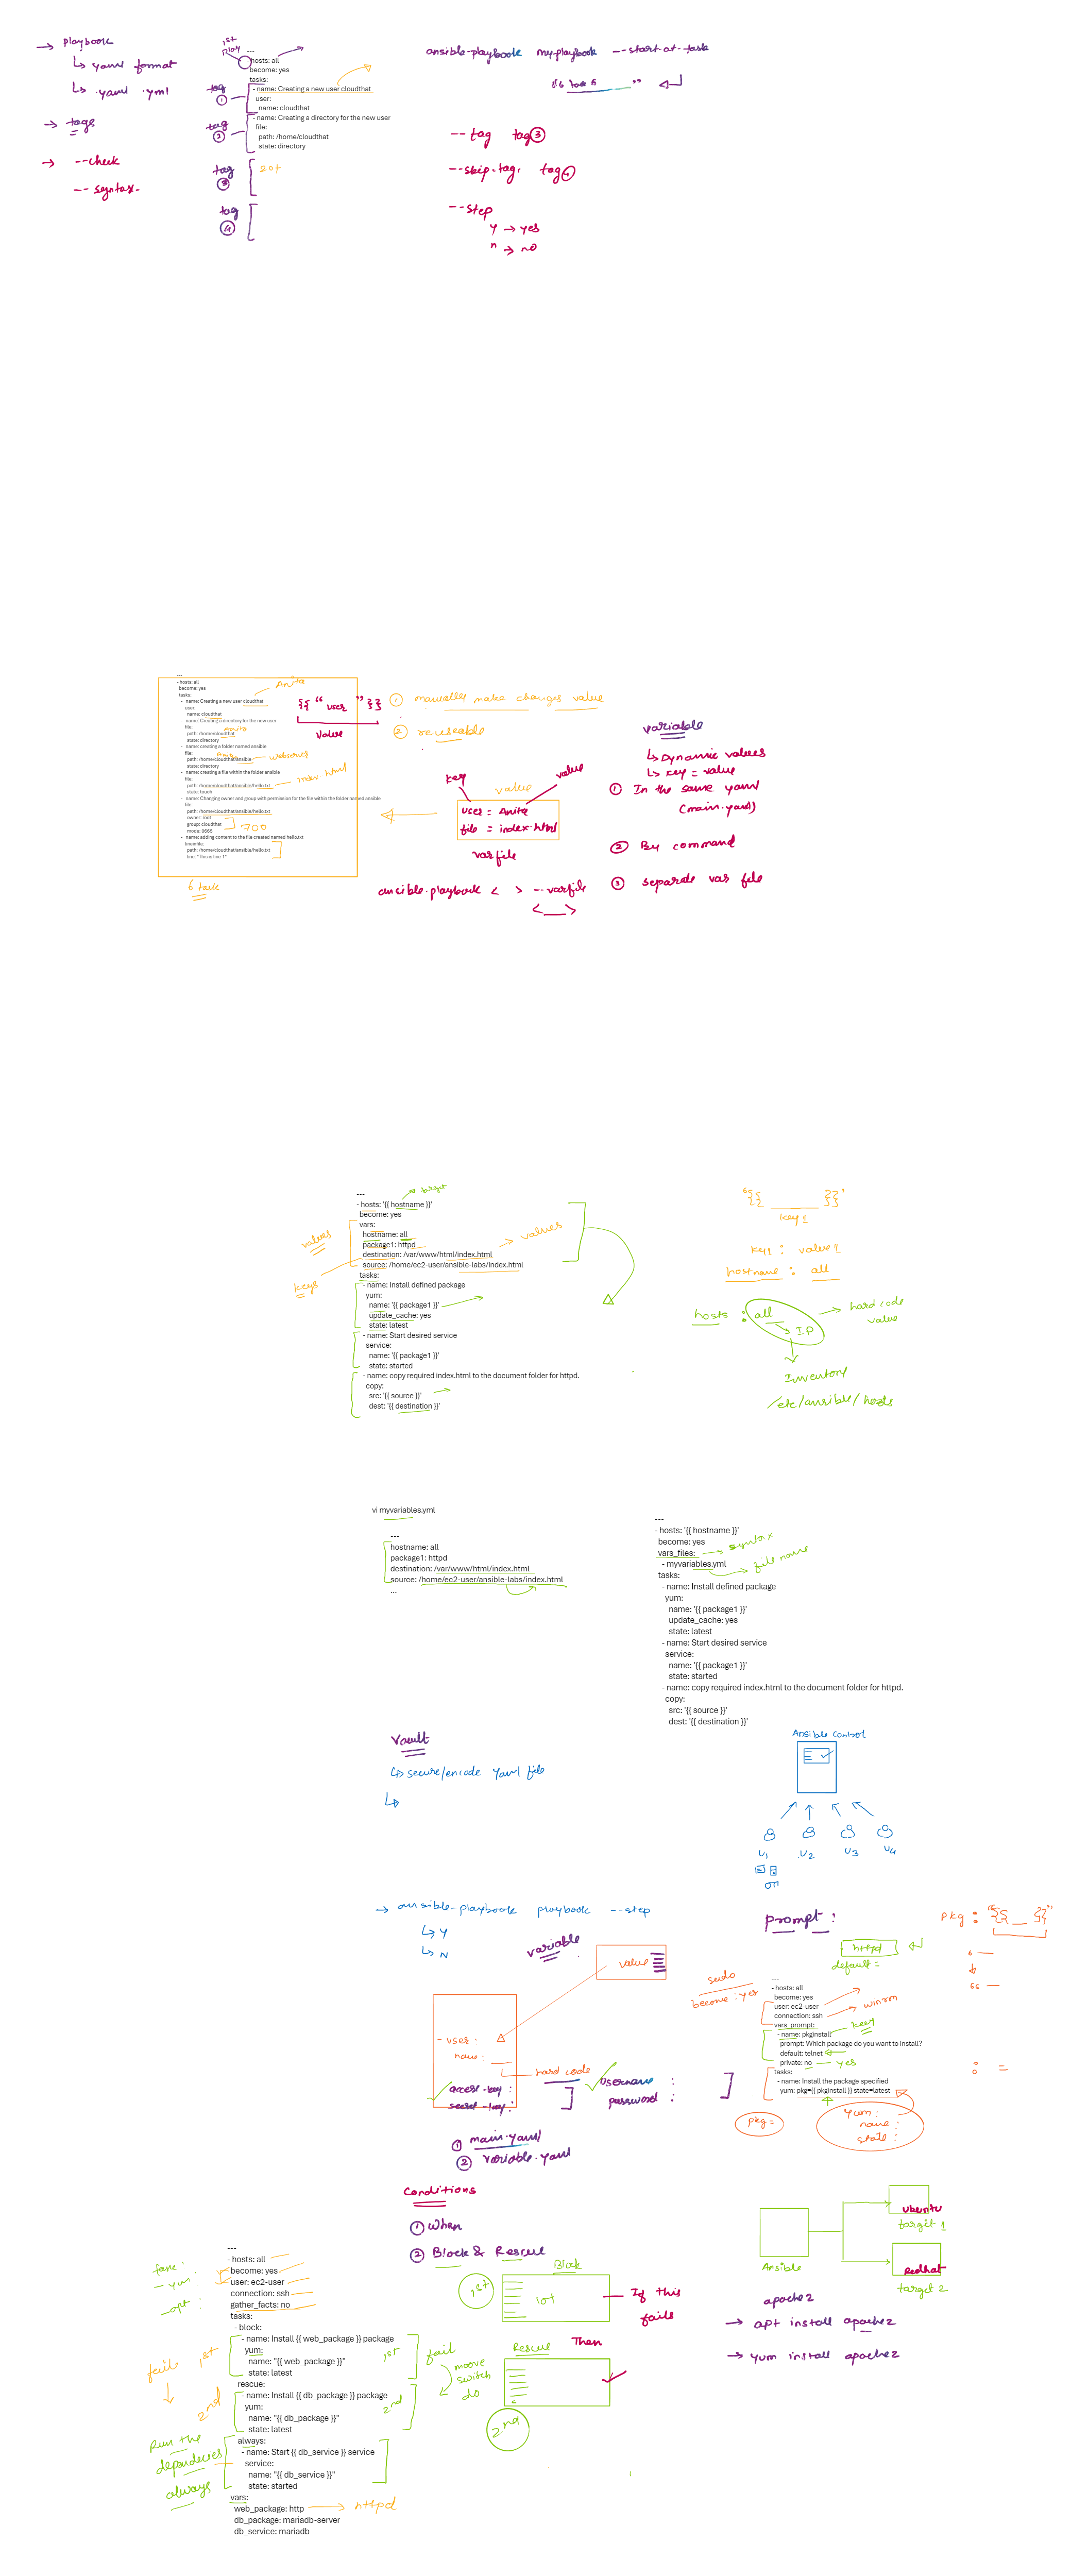 → playbook
↳ yaml format
↳ .yaml .yml
→ tags
→ --check
-- syntax-
1st
play
---
- hosts: all
become: yes
tasks:
- name: Creating a new user cloudthat
user:
name: cloudthat
- name: Creating a directory for the new user
file:
path: /home/cloudthat
state: directory
tag
①
tag
②
tag
③
20+
tag
④
ansible-playbook my-playbook --start-at-task
-- tag tag③
--skip-tag, tag④
--step
y → yes
n → no
---
- hosts: all
become: yes
tasks:
- name: Creating a new user cloudthat
user:
name: cloudthat
- name: Creating a directory for the new user
file:
path: /home/cloudthat
state: directory
- name: creating a folder named ansible
file:
path: /home/cloudthat/ansible
state: directory
- name: creating a file within the folder ansible
file:
path: /home/cloudthat/ansible/hello.txt
state: touch
- name: Changing owner and group with permission for the file within the folder named ansible
file:
path: /home/cloudthat/ansible/hello.txt
owner: root
group: cloudthat
mode: 0665
- name: adding content to the file created named hello.txt
lineinfile:
path: /home/cloudthat/ansible/hello.txt
line: "This is line 1"
Anita
Anita
webserver
index html
700
6 task
{{ "user" }}
value
① manually make changes value
② reuseable
key
value
value
user = Anita
file = index.html
varfile
ansible-playbook < > --varfile
< >
variable
↳ Dynamic values
↳ key = value
① In the same yaml
(main.yaml)
② By command
③ separate var file
---
- hosts: '{{ hostname }}'
become: yes
vars:
hostname: all
package1: httpd
destination: /var/www/html/index.html
source: /home/ec2-user/ansible-labs/index.html
tasks:
- name: Install defined package
yum:
name: '{{ package1 }}'
update_cache: yes
state: latest
- name: Start desired service
service:
name: '{{ package1 }}'
state: started
- name: copy required index.html to the document folder for httpd.
copy:
src: '{{ source }}'
dest: '{{ destination }}'
target
values
keys
→ values
"{{ }}"
key1
key1 : value1
hostname : all
hosts : all
→ IP
hard code
value
Inventory
/etc/ansible/hosts
vi myvariables.yml
---
hostname: all
package1: httpd
destination: /var/www/html/index.html
source: /home/ec2-user/ansible-labs/index.html
...
---
- hosts: '{{ hostname }}'
become: yes
vars_files:
- myvariables.yml
tasks:
- name: Install defined package
yum:
name: '{{ package1 }}'
update_cache: yes
state: latest
- name: Start desired service
service:
name: '{{ package1 }}'
state: started
- name: copy required index.html to the document folder for httpd.
copy:
src: '{{ source }}'
dest: '{{ destination }}'
→ syntax
→ file name
Vault
↳ secure/encode yaml file
Ansible Control
U1 U2 U3 U4
→ ansible-playbook playbook --step
↳ Y
↳ N
variable
value
- user :
name :
hard code
access-key :
secret-key :
username :
password :
① main.yaml
② variable.yaml
prompt :
httpd
default =
pkg : "{{ __ }}"
sudo
become : yes
---
- hosts: all
become: yes
user: ec2-user
connection: ssh
vars_prompt:
- name: pkginstall
prompt: Which package do you want to install?
default: telnet
private: no
tasks:
- name: Install the package specified
yum: pkg={{ pkginstall }} state=latest
→ winrm
key
yes
: =
pkg =
yum :
name :
state :
Conditions
① When
② Block & Rescue
Block
1st
10+
If this
fails
Rescue
Then
2nd
Ansible
Ubuntu
target 1
Redhat
target 2
apache2
→ apt install apache2
→ yum install apache2
---
- hosts: all
become: yes
user: ec2-user
connection: ssh
gather_facts: no
tasks:
- block:
- name: Install {{ web_package }} package
yum:
name: "{{ web_package }}"
state: latest
rescue:
- name: Install {{ db_package }} package
yum:
name: "{{ db_package }}"
state: latest
always:
- name: Start {{ db_service }} service
service:
name: "{{ db_service }}"
state: started
vars:
web_package: http
db_package: mariadb-server
db_service: mariadb
- yum
fails 1st
2nd
Run the
dependencies
always
1st
fail
moove
switch
do
2nd
→ httpd